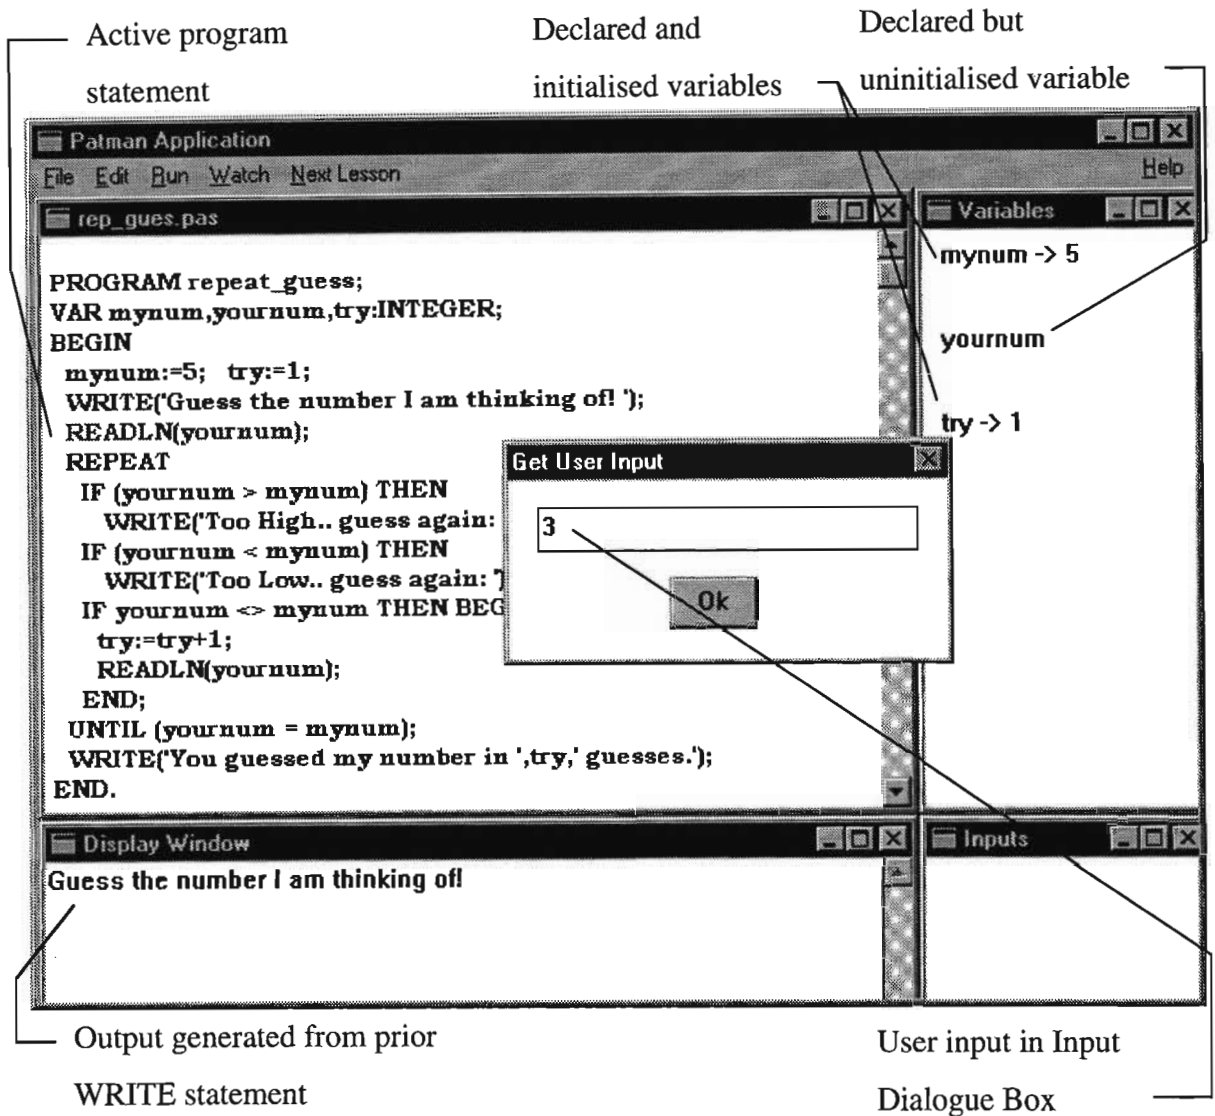 Active program
statement
Declared and
initialised variables
Declared but
uninitialised variable
Patman Application
File Edit Run Watch Next Lesson Help
rep_gues.pas
PROGRAM repeat_guess;
VAR mynum,yournum,try:INTEGER;
BEGIN
mynum:=5; try:=1;
WRITE('Guess the number I am thinking of! ');
READLN(yournum);
REPEAT
IF (yournum > mynum) THEN
WRITE('Too High.. guess again:
IF (yournum < mynum) THEN
WRITE('Too Low.. guess again: ')
IF yournum <> mynum THEN BEG
try:=try+1;
READLN(yournum);
END;
UNTIL (yournum = mynum);
WRITE('You guessed my number in ',try,' guesses.');
END.
Variables
mynum -> 5
yournum
try -> 1
Get User Input
3
Ok
Display Window
Guess the number I am thinking of!
Inputs
Output generated from prior
WRITE statement
User input in Input
Dialogue Box